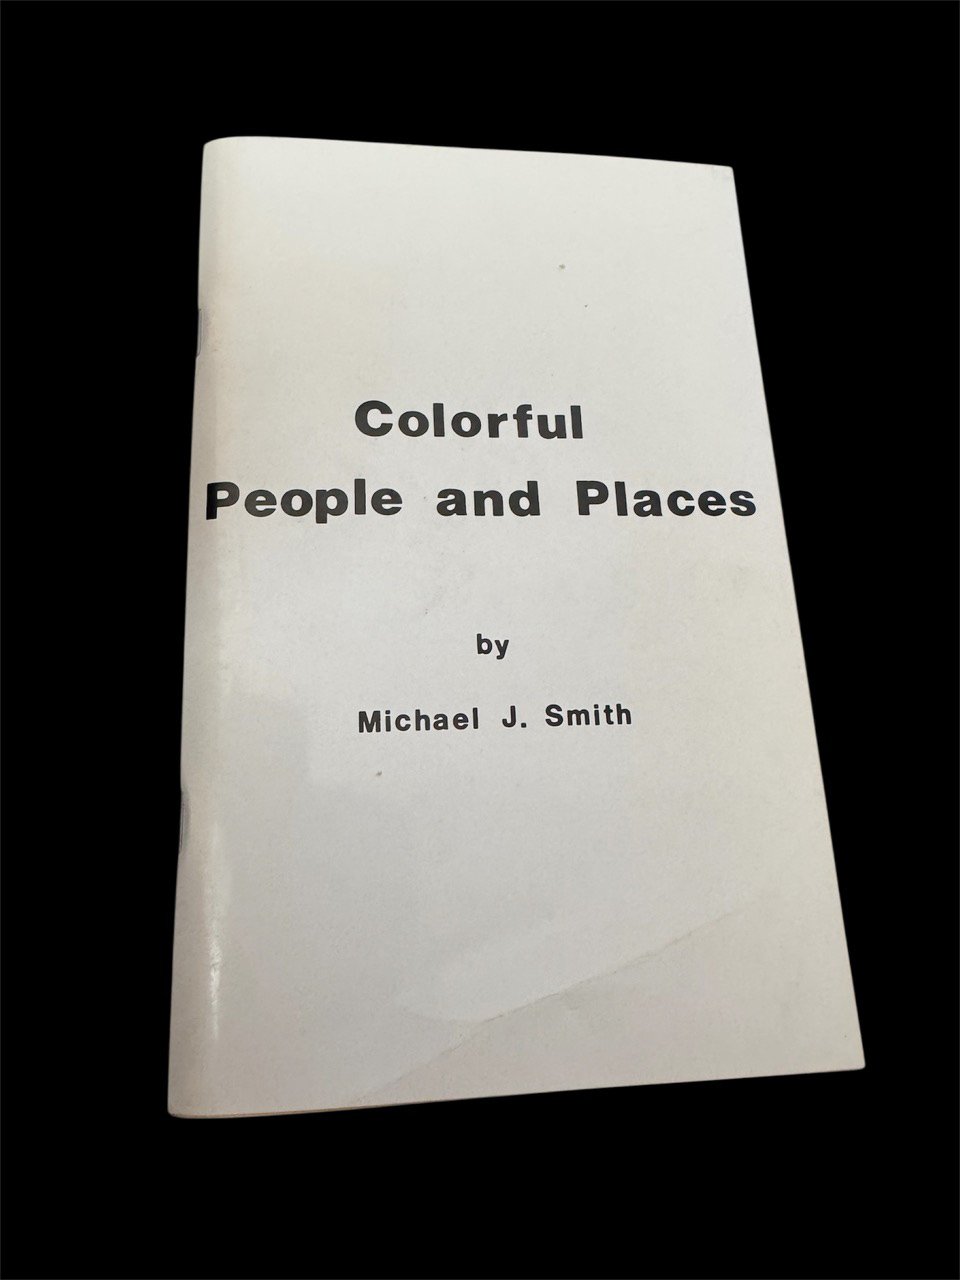 Colorful
People and Places
by
Michael J. Smith